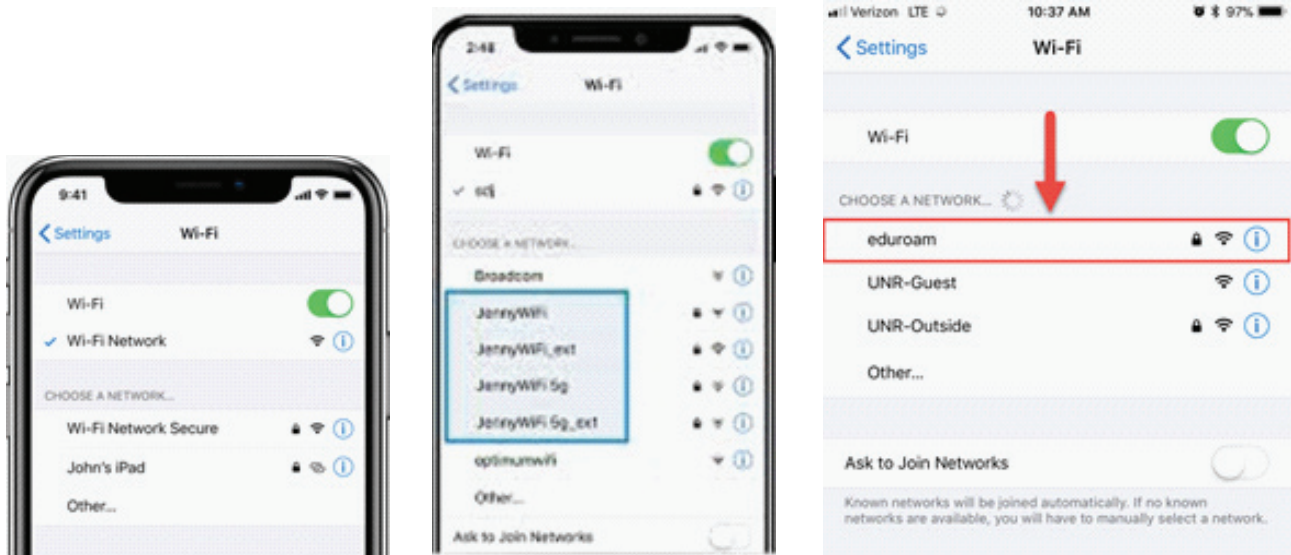 9:41
Settings
Wi-Fi
Wi-Fi
Wi-Fi Network
CHOOSE A NETWORK...
Wi-Fi Network Secure
John's iPad
Other...
2:48
Settings
Wi-Fi
Wi-Fi
CHOOSE A NETWORK...
Broadcom
JennyWiFi
JennyWiFi_ext
JennyWiFi 5g
JennyWiFi 5g_ext
optimumwifi
Other...
Ask to Join Networks
Verizon LTE 10:37 AM 97%
Settings
Wi-Fi
Wi-Fi
CHOOSE A NETWORK...
eduroam
UNR-Guest
UNR-Outside
Other...
Ask to Join Networks
Known networks will be joined automatically. If no known
networks are available, you will have to manually select a network.